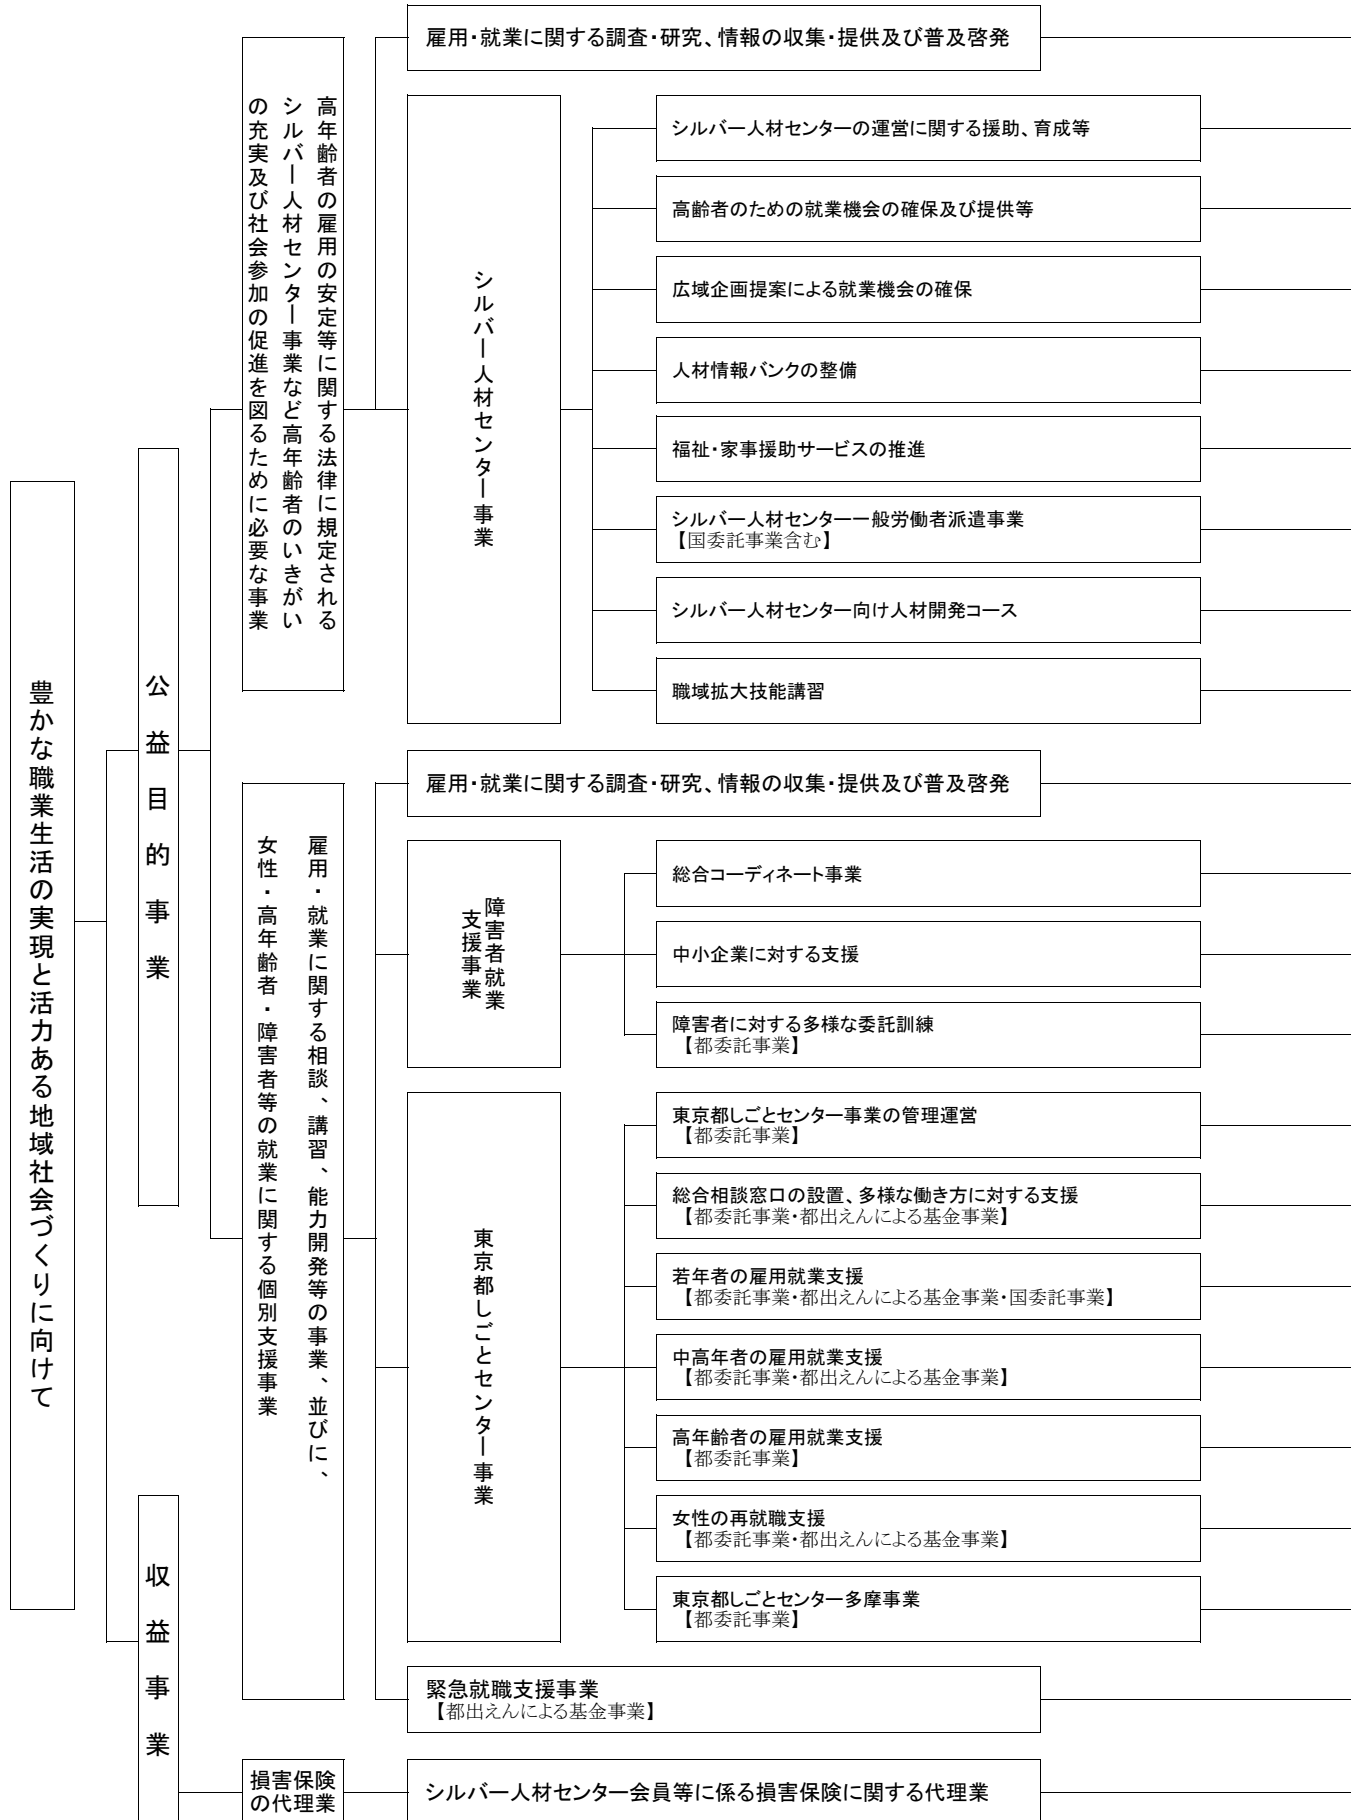 豊かな職業生活の実現と活力ある地域社会づくりに向けて
公益目的事業
高年齢者の雇用の安定等に関する法律に規定される
シルバー人材センター事業など高年齢者のいきがい
の充実及び社会参加の促進を図るために必要な事業
雇用・就業に関する調査・研究、情報の収集・提供及び普及啓発
シルバー人材センター事業
シルバー人材センターの運営に関する援助、育成等
高齢者のための就業機会の確保及び提供等
広域企画提案による就業機会の確保
人材情報バンクの整備
福祉・家事援助サービスの推進
シルバー人材センター一般労働者派遣事業
【国委託事業含む】
シルバー人材センター向け人材開発コース
職域拡大技能講習
雇用・就業に関する相談、講習、能力開発等の事業、並びに、
女性・高年齢者・障害者等の就業に関する個別支援事業
雇用・就業に関する調査・研究、情報の収集・提供及び普及啓発
障害者就業
支援事業
総合コーディネート事業
中小企業に対する支援
障害者に対する多様な委託訓練
【都委託事業】
東京都しごとセンター事業
東京都しごとセンター事業の管理運営
【都委託事業】
総合相談窓口の設置、多様な働き方に対する支援
【都委託事業・都出えんによる基金事業】
若年者の雇用就業支援
【都委託事業・都出えんによる基金事業・国委託事業】
中高年者の雇用就業支援
【都委託事業・都出えんによる基金事業】
高年齢者の雇用就業支援
【都委託事業】
女性の再就職支援
【都委託事業・都出えんによる基金事業】
東京都しごとセンター多摩事業
【都委託事業】
緊急就職支援事業
【都出えんによる基金事業】
収益事業
損害保険
の代理業
シルバー人材センター会員等に係る損害保険に関する代理業